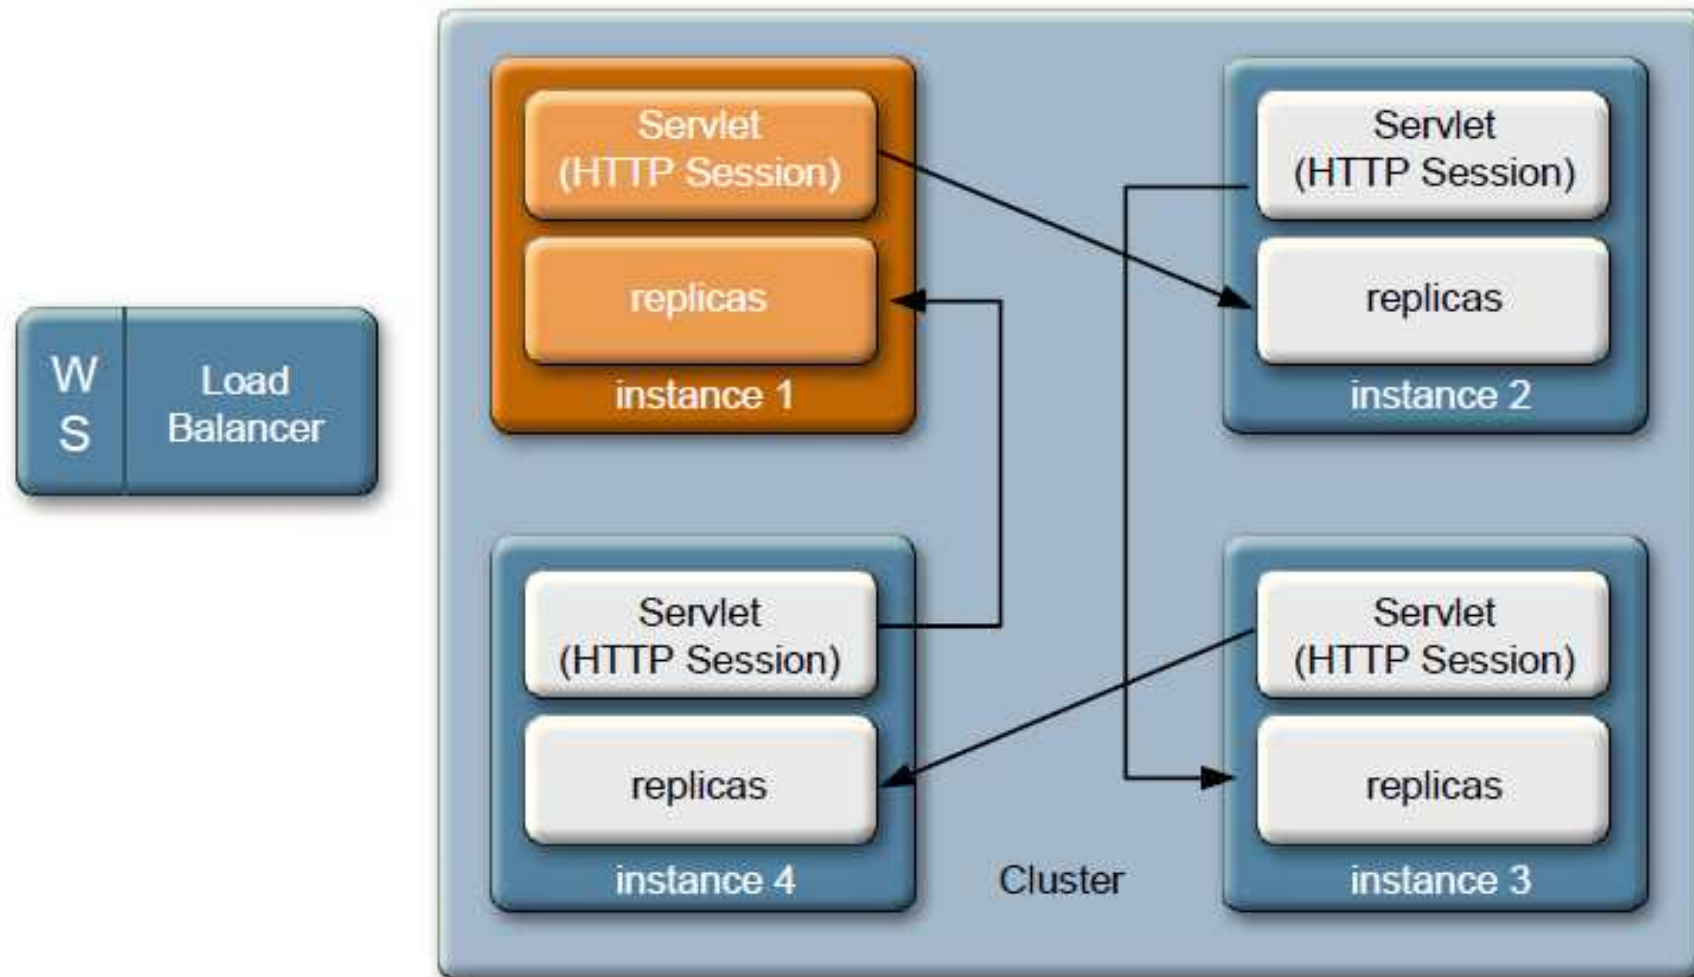 W
S
Load
Balancer
Servlet
(HTTP Session)
replicas
instance 1
Servlet
(HTTP Session)
replicas
instance 2
Servlet
(HTTP Session)
replicas
instance 4
Cluster
Servlet
(HTTP Session)
replicas
instance 3